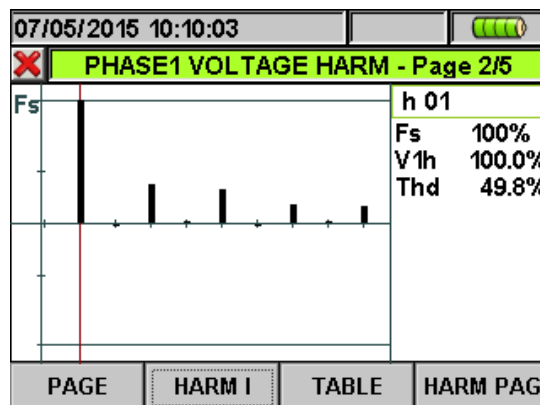 07/05/2015 10:10:03
PHASE1 VOLTAGE HARM - Page 2/5
Fs
h 01
Fs 100%
V1h 100.0%
Thd 49.8%
PAGE
HARM I
TABLE
HARM PAG